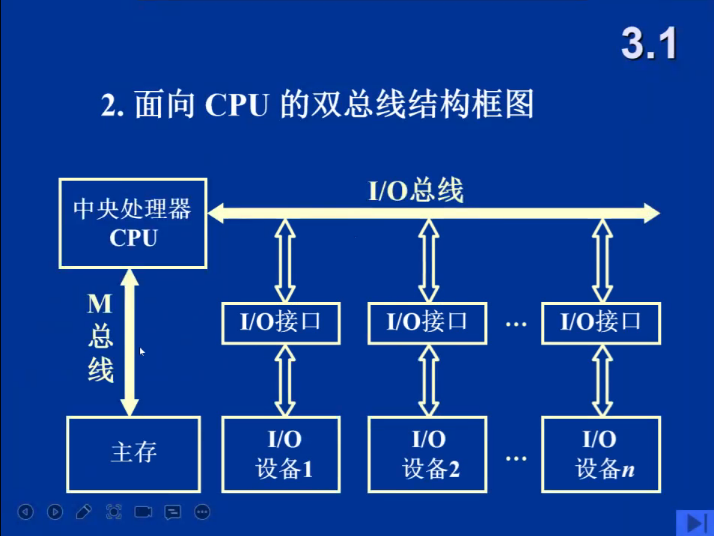 3.1
2. 面向 CPU 的双总线结构框图
I/O总线
中央处理器
CPU
M
总
线
I/O接口
I/O接口
…
I/O接口
主存
I/O
设备1
I/O
设备2
…
I/O
设备n